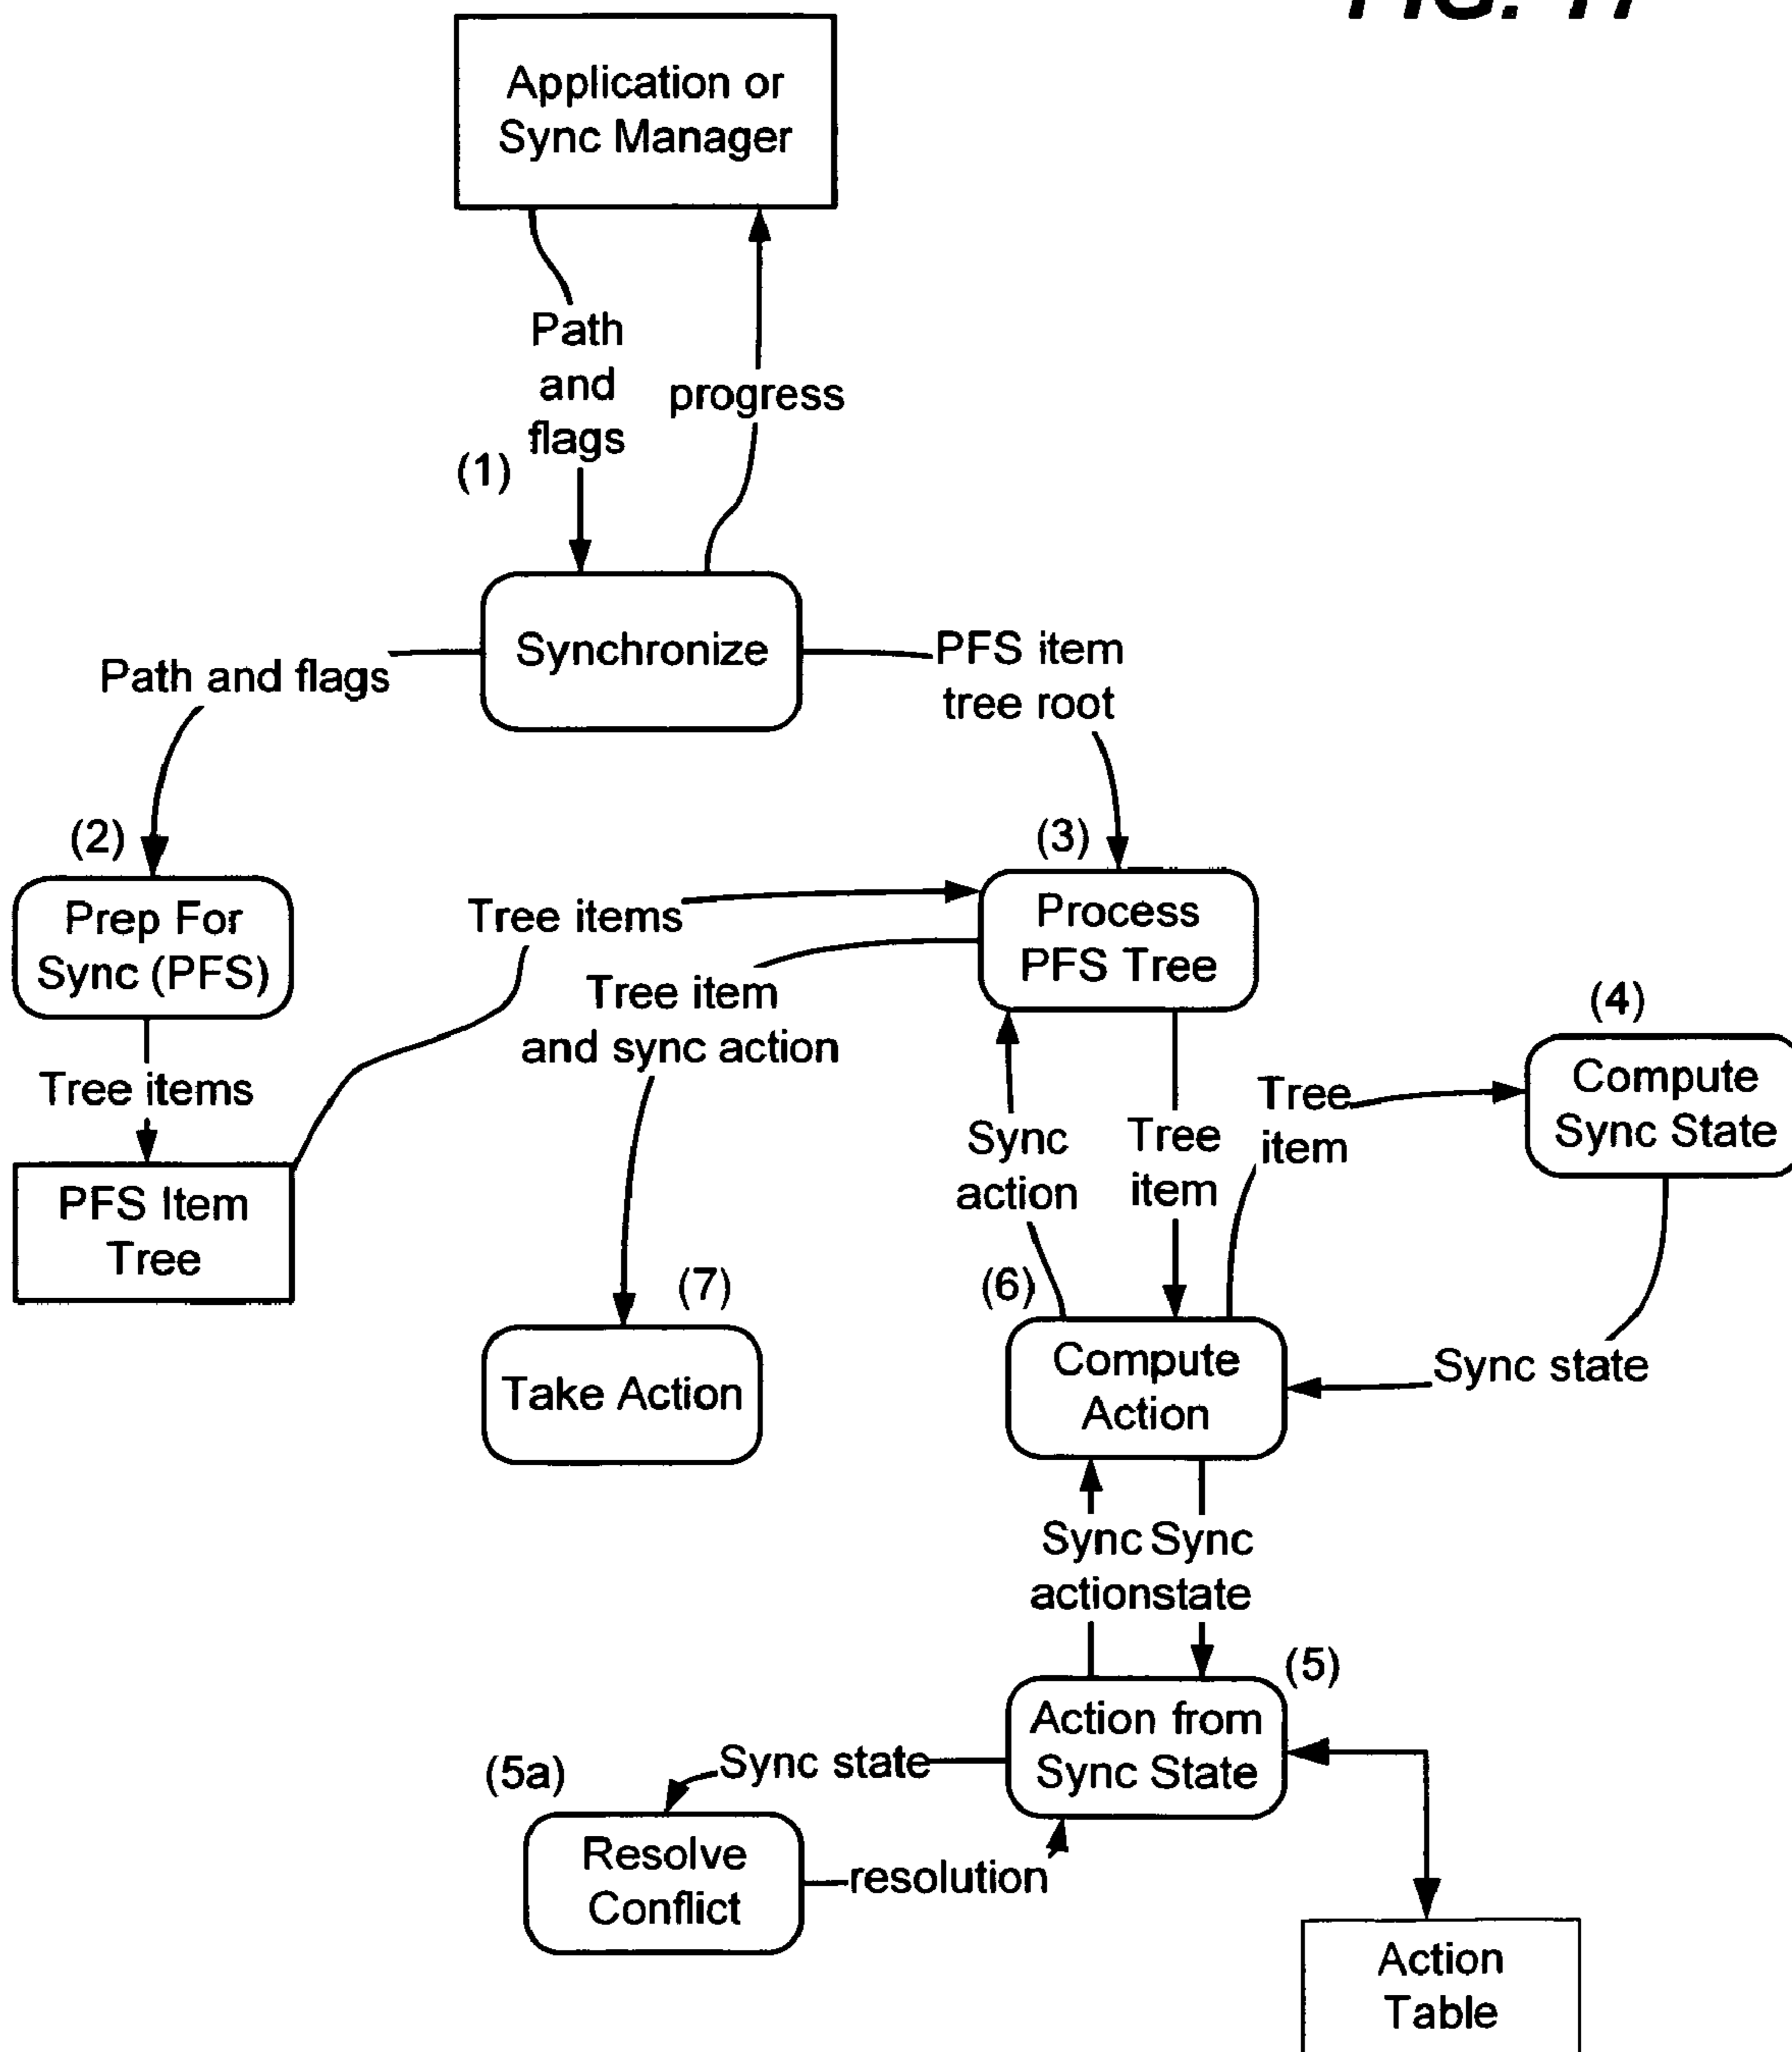 FIG.
Application or
Sync Manager
Path
and
flags
progress
(1)
Synchronize
Path and flags
PFS item
tree root
(2)
Prep For
Sync (PFS)
Tree items
PFS Item
Tree
Tree items
(3)
Process
PFS Tree
Tree item
and sync action
(7)
Take Action
Sync
action
Tree
item
Tree
item
(4)
Compute
Sync State
Sync state
(6)
Compute
Action
Sync
action
Sync
state
(5)
Action from
Sync State
Sync state
(5a)
Resolve
Conflict
resolution
Action
Table